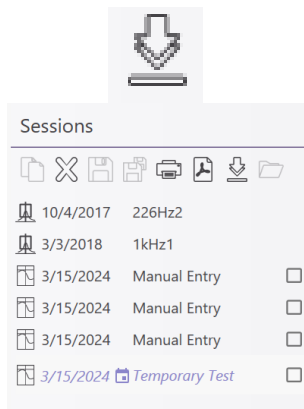 Sessions
10/4/2017 226Hz2
3/3/2018 1kHz1
3/15/2024 Manual Entry
3/15/2024 Manual Entry
3/15/2024 Manual Entry
3/15/2024 Temporary Test